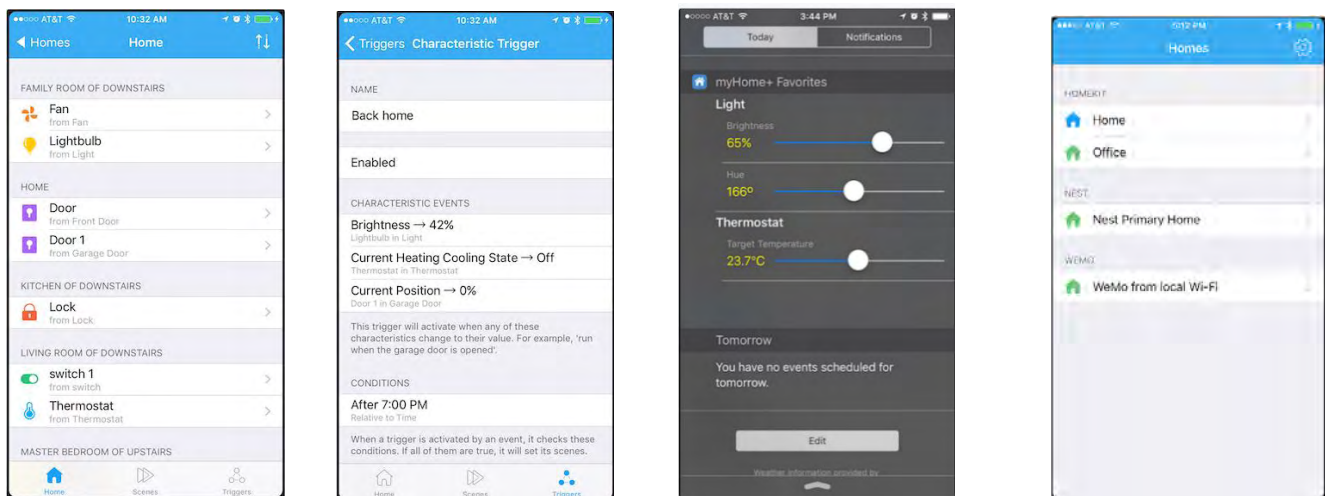 AT&T 10:32 AM
Homes Home
FAMILY ROOM OF DOWNSTAIRS
Fan
from Fan
Lightbulb
from Light
HOME
Door
from Front Door
Door 1
from Garage Door
KITCHEN OF DOWNSTAIRS
Lock
from Lock
LIVING ROOM OF DOWNSTAIRS
switch 1
from switch
Thermostat
from Thermostat
MASTER BEDROOM OF UPSTAIRS
Home Scenes Triggers
AT&T 10:32 AM
Triggers Characteristic Trigger
NAME
Back home
Enabled
CHARACTERISTIC EVENTS
Brightness → 42%
Lightbulb in Light
Current Heating Cooling State → Off
Thermostat in Thermostat
Current Position → 0%
Door 1 in Garage Door
This trigger will activate when any of these
characteristics change to their value. For example, 'run
when the garage door is opened'.
CONDITIONS
After 7:00 PM
Relative to Time
When a trigger is activated by an event, it checks these
conditions. If all of them are true, it will set its scenes.
Home Scenes Triggers
AT&T 3:44 PM
Today Notifications
myHome+ Favorites
Light
Brightness
65%
Hue
166º
Thermostat
Target Temperature
23.7°C
Tomorrow
You have no events scheduled for
tomorrow.
Edit
Weather information provided by
AT&T 5:12 PM
Homes
HOMEKIT
Home
Office
NEST
Nest Primary Home
WEMO
WeMo from local Wi-Fi